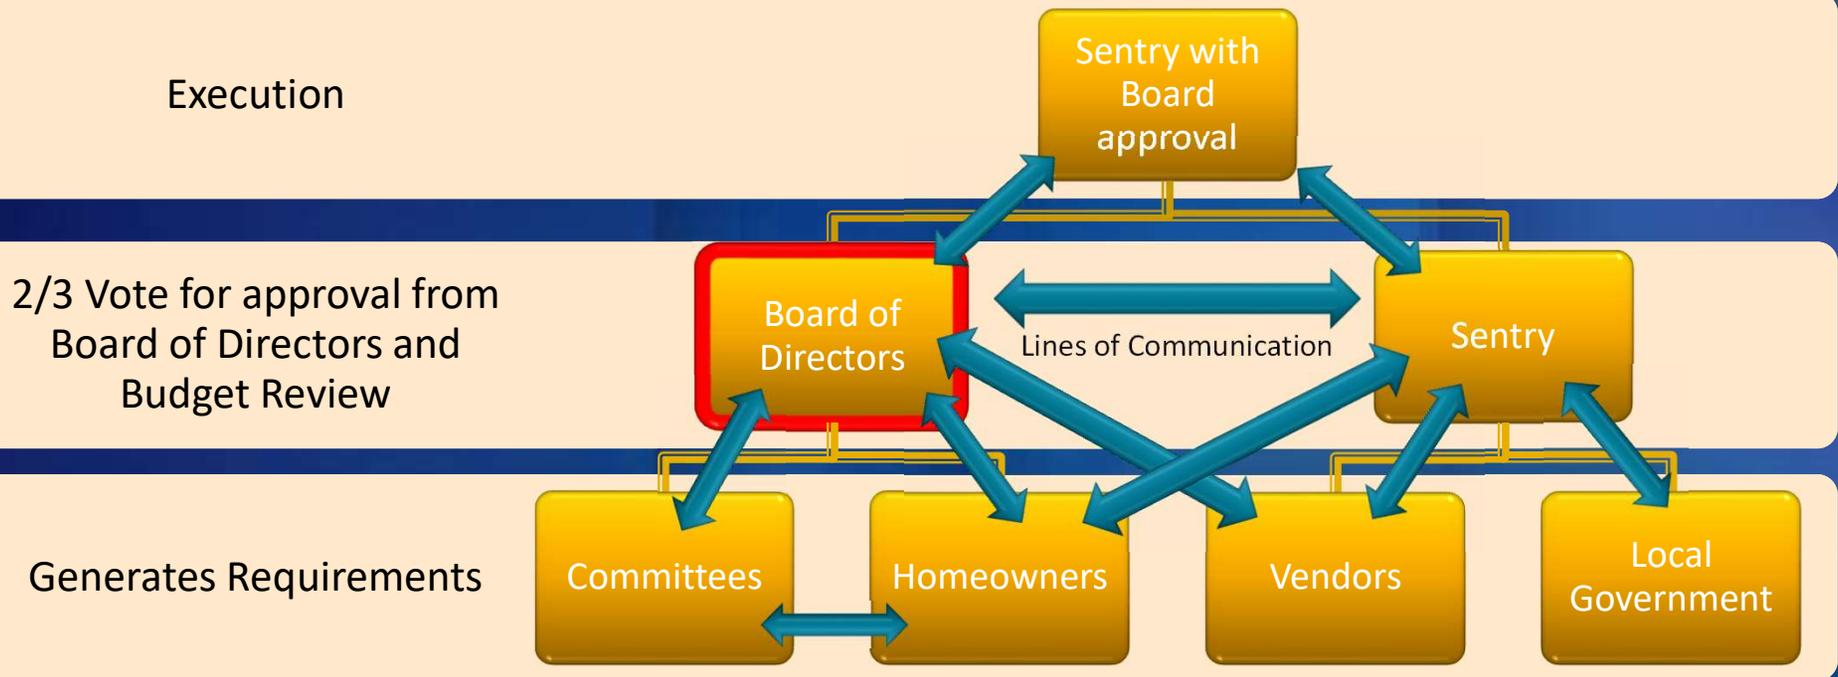 Execution
Sentry with
Board
approval
2/3 Vote for approval from
Board of Directors and
Budget Review
Board of
Directors
Lines of Communication
Sentry
Generates Requirements
Committees
Homeowners
Vendors
Local
Government